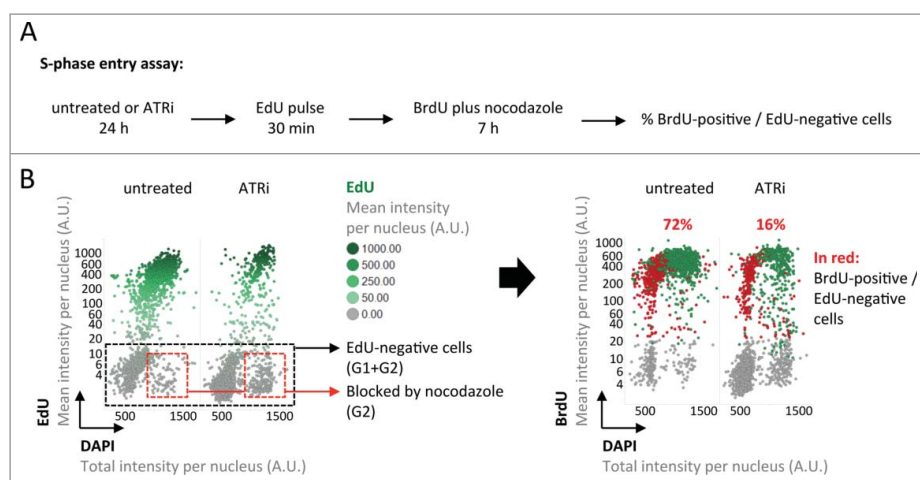 A
S-phase entry assay:
untreated or ATRi
24 h
EdU pulse
30 min
BrdU plus nocodazole
7 h
% BrdU-positive / EdU-negative cells
B
untreated
ATRi
EdU
Mean intensity per nucleus (A.U.)
1000
600
400
200
100
60
40
20
10
6
4
500
1500
500
1500
DAPI
Total intensity per nucleus (A.U.)
EdU
Mean intensity
per nucleus (A.U.)
1000.00
500.00
250.00
50.00
0.00
EdU-negative cells
(G1+G2)
Blocked by nocodazole
(G2)
untreated
ATRi
72%
16%
BrdU
Mean intensity per nucleus (A.U.)
1000
600
400
200
100
60
40
20
10
6
4
500
1500
500
1500
DAPI
Total intensity per nucleus (A.U.)
In red:
BrdU-positive /
EdU-negative
cells